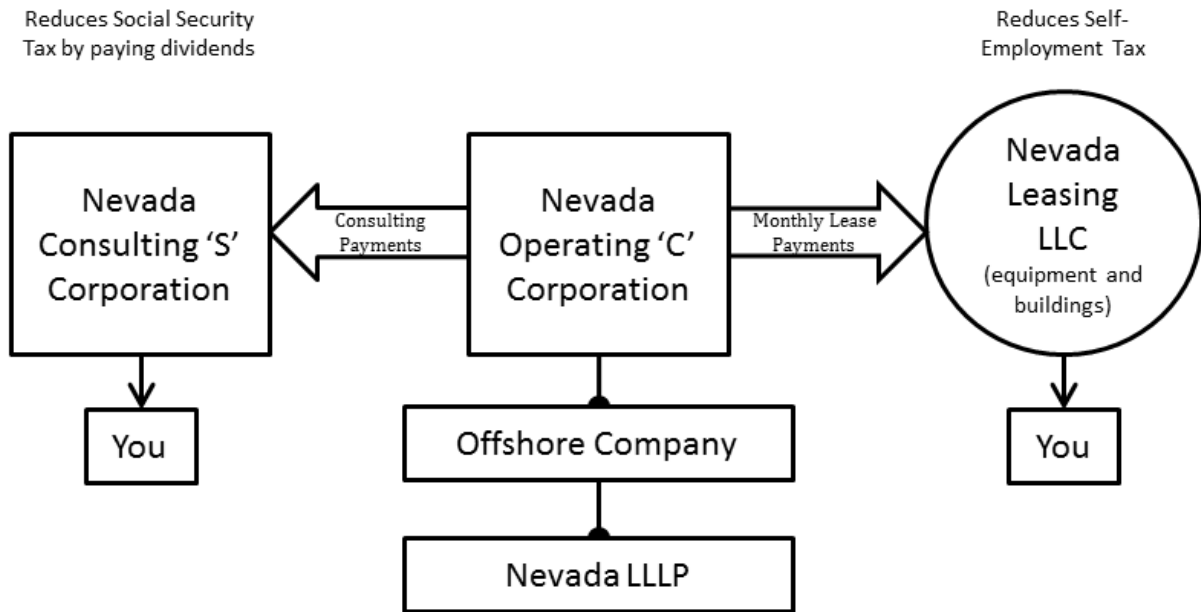 Reduces Social Security
Tax by paying dividends
Reduces Self-
Employment Tax
Nevada
Consulting ‘S’
Corporation
Consulting
Payments
Nevada
Operating ‘C’
Corporation
Monthly Lease
Payments
Nevada
Leasing
LLC
(equipment and
buildings)
You
Offshore Company
You
Nevada LLLP